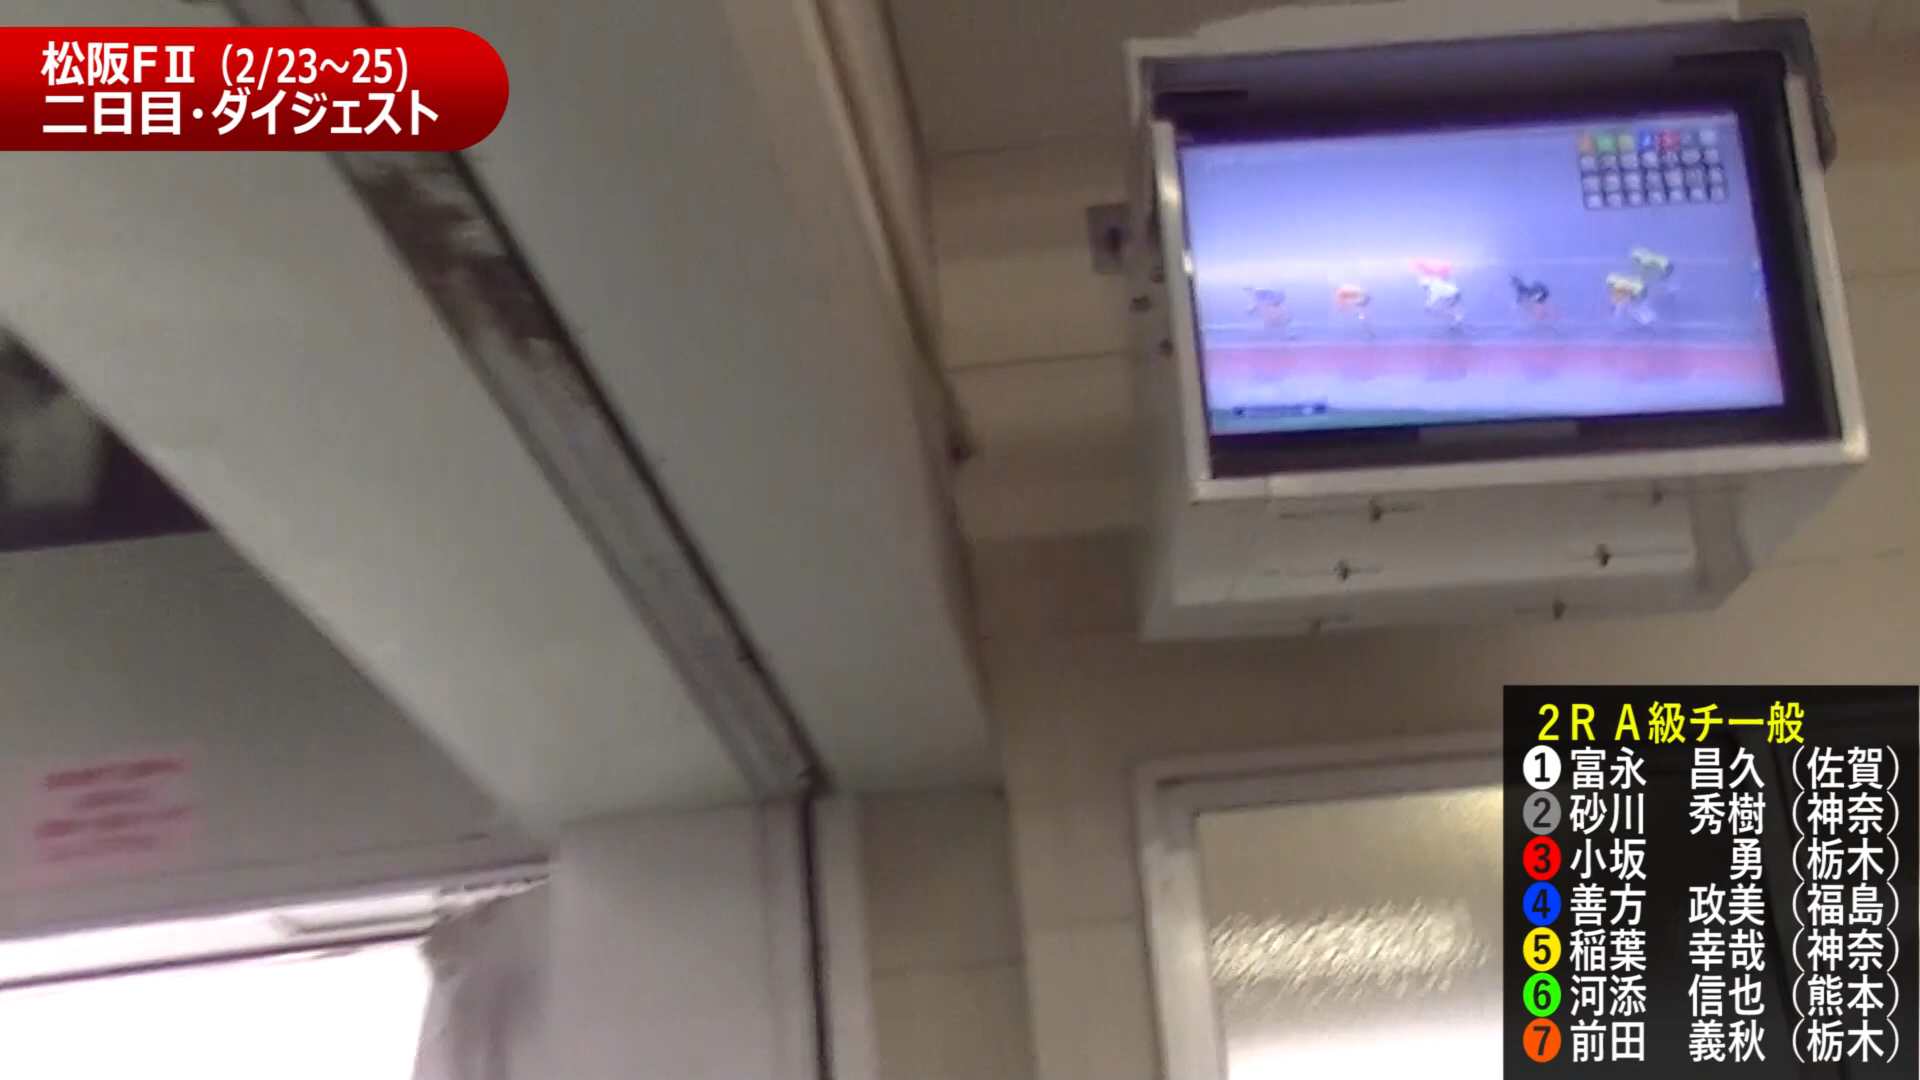 松阪FⅡ（2/23～25）
二日目・ダイジェスト
2R A級チ一般
1 富永 昌久（佐賀）
2 砂川 秀樹（神奈）
3 小坂 勇（栃木）
4 善方 政美（福島）
5 稲葉 幸哉（神奈）
6 河添 信也（熊本）
7 前田 義秋（栃木）